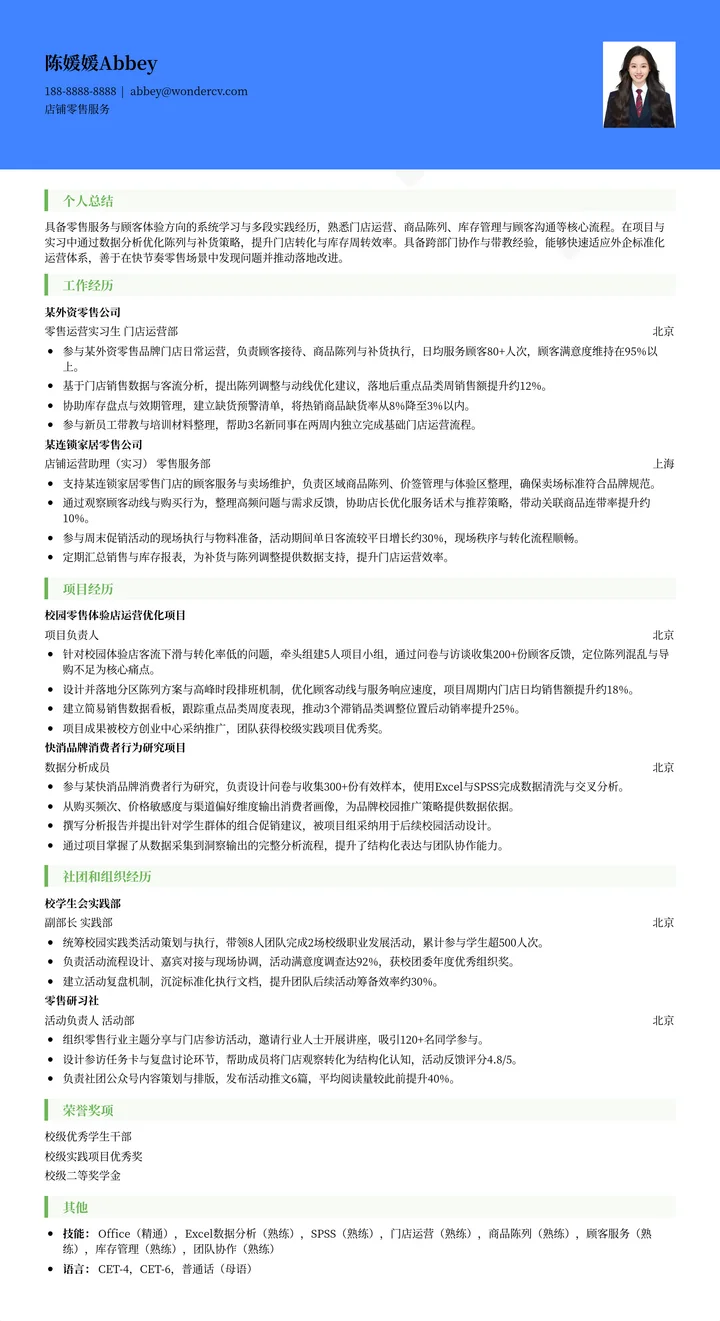 陈媛媛Abbey
188-8888-8888 | abbey@wondercv.com
店铺零售服务
个人总结
具备零售服务与顾客体验方向的系统学习与多段实践经历，熟悉门店运营、商品陈列、库存管理与顾客沟通等核心流程。在项目与
实习中通过数据分析优化陈列与补货策略，提升门店转化与库存周转效率。具备跨部门协作与带教经验，能够快速适应外企标准化
运营体系，善于在快节奏零售场景中发现问题并推动落地改进。
工作经历
某外资零售公司
零售运营实习生 门店运营部 北京
• 参与某外资零售品牌门店日常运营，负责顾客接待、商品陈列与补货执行，日均服务顾客80+人次，顾客满意度维持在95%以
上。
• 基于门店销售数据与客流分析，提出陈列调整与动线优化建议，落地后重点品类周销售额提升约12%。
• 协助库存盘点与效期管理，建立缺货预警清单，将热销商品缺货率从8%降至3%以内。
• 参与新员工带教与培训材料整理，帮助3名新同事在两周内独立完成基础门店运营流程。
某连锁家居零售公司
店铺运营助理（实习） 零售服务部 上海
• 支持某连锁家居零售门店的顾客服务与卖场维护，负责区域商品陈列、价签管理与体验区整理，确保卖场标准符合品牌规范。
• 通过观察顾客动线与购买行为，整理高频问题与需求反馈，协助店长优化服务话术与推荐策略，带动关联商品连带率提升约
10%。
• 参与周末促销活动的现场执行与物料准备，活动期间单日客流较平日增长约30%，现场秩序与转化流程顺畅。
• 定期汇总销售与库存报表，为补货与陈列调整提供数据支持，提升门店运营效率。
项目经历
校园零售体验店运营优化项目
项目负责人 北京
• 针对校园体验店客流下滑与转化率低的问题，牵头组建5人项目小组，通过问卷与访谈收集200+份顾客反馈，定位陈列混乱与导
购不足为核心痛点。
• 设计并落地分区陈列方案与高峰时段排班机制，优化顾客动线与服务响应速度，项目周期内门店日均销售额提升约18%。
• 建立简易销售数据看板，跟踪重点品类周度表现，推动3个滞销品类调整位置后动销率提升25%。
• 项目成果被校方创业中心采纳推广，团队获得校级实践项目优秀奖。
快消品牌消费者行为研究项目
数据分析成员 北京
• 参与某快消品牌消费者行为研究，负责设计问卷与收集300+份有效样本，使用Excel与SPSS完成数据清洗与交叉分析。
• 从购买频次、价格敏感度与渠道偏好维度输出消费者画像，为品牌校园推广策略提供数据依据。
• 撰写分析报告并提出针对学生群体的组合促销建议，被项目组采纳用于后续校园活动设计。
• 通过项目掌握了从数据采集到洞察输出的完整分析流程，提升了结构化表达与团队协作能力。
社团和组织经历
校学生会实践部
副部长 实践部 北京
• 统筹校园实践类活动策划与执行，带领8人团队完成2场校级职业发展活动，累计参与学生超500人次。
• 负责活动流程设计、嘉宾对接与现场协调，活动满意度调查达92%，获校团委年度优秀组织奖。
• 建立活动复盘机制，沉淀标准化执行文档，提升团队后续活动筹备效率约30%。
零售研习社
活动负责人 活动部 北京
• 组织零售行业主题分享与门店参访活动，邀请行业人士开展讲座，吸引120+名同学参与。
• 设计参访任务卡与复盘讨论环节，帮助成员将门店观察转化为结构化认知，活动反馈评分4.8/5。
• 负责社团公众号内容策划与排版，发布活动推文6篇，平均阅读量较此前提升40%。
荣誉奖项
校级优秀学生干部
校级实践项目优秀奖
校级二等奖学金
其他
• 技能： Office（精通），Excel数据分析（熟练），SPSS（熟练），门店运营（熟练），商品陈列（熟练），顾客服务（熟
练），库存管理（熟练），团队协作（熟练）
• 语言： CET-4，CET-6，普通话（母语）